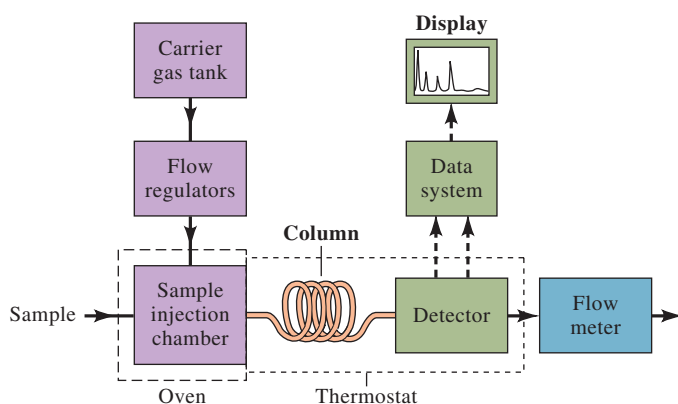 Display
Carrier
gas tank
Flow
regulators
Data
system
Column
Sample
Sample
injection
chamber
Detector
Flow
meter
Oven
Thermostat